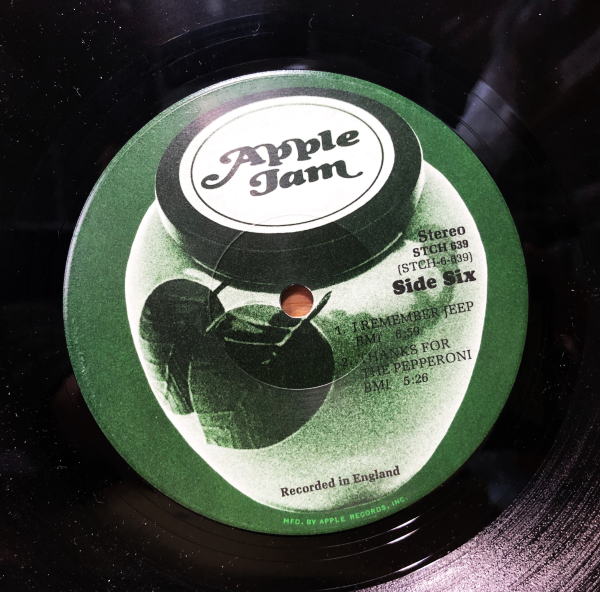 Apple
Jam
Stereo
STCH 639
(STCH-6-639)
Side Six
1. I REMEMBER JEEP
BMI 6:59
2. THANKS FOR
THE PEPPERONI
BMI 5:26
Recorded in England
MFD. BY APPLE RECORDS, INC.